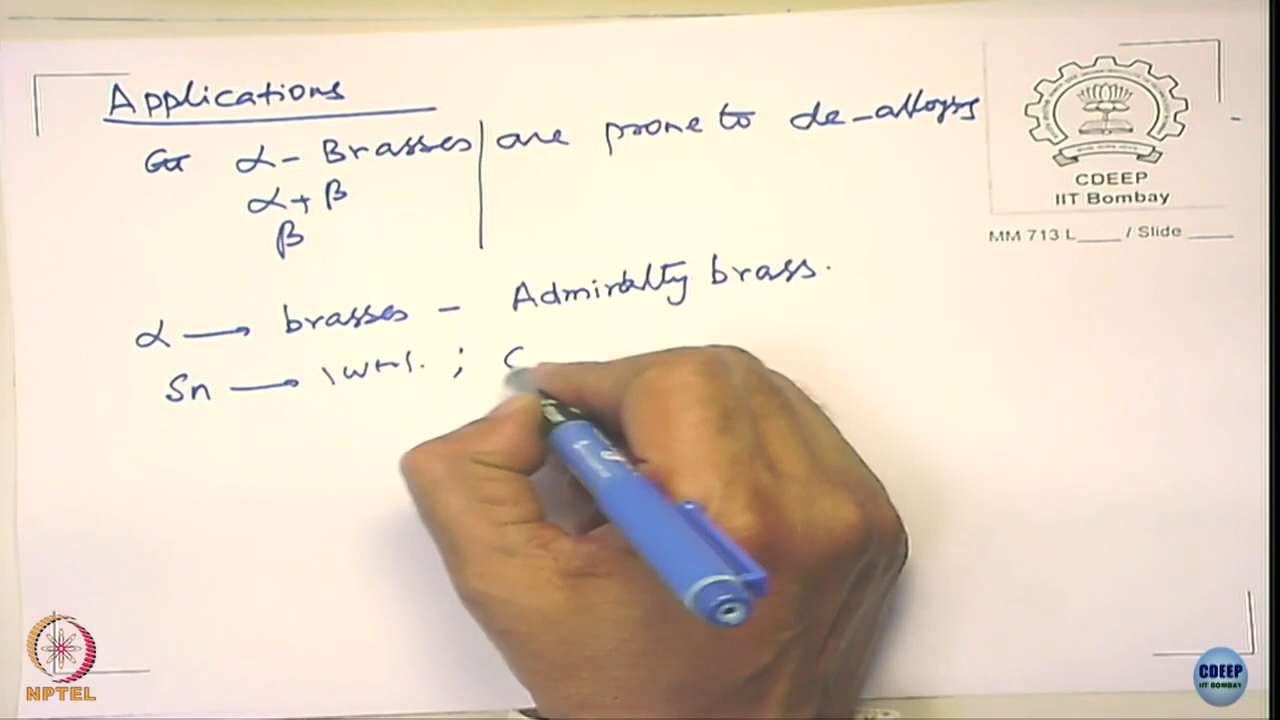 Applications
α - Brasses are prone to de-alloying
α + β
β
α → brasses - Admiralty brass.
Sn → 1wt%. ;
CDEEP
IIT Bombay
MM 713 L____ / Slide ____
NPTEL
CDEEP
IIT BOMBAY